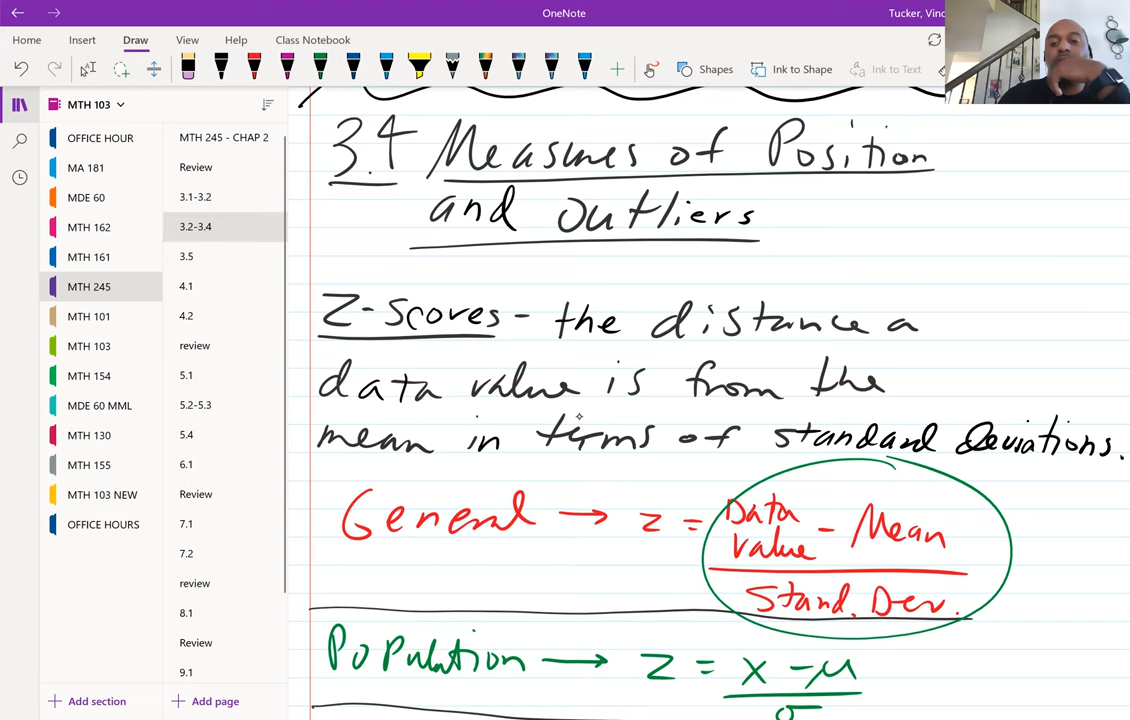 OneNote
Tucker, Vinc
Home Insert Draw View Help Class Notebook
Shapes Ink to Shape Ink to Text
MTH 103
OFFICE HOUR
MA 181
MDE 60
MTH 162
MTH 161
MTH 245
MTH 101
MTH 103
MTH 154
MDE 60 MML
MTH 130
MTH 155
MTH 103 NEW
OFFICE HOURS
Add section
MTH 245 - CHAP 2
Review
3.1-3.2
3.2-3.4
3.5
4.1
4.2
review
5.1
5.2-5.3
5.4
6.1
Review
7.1
7.2
review
8.1
Review
9.1
Add page
3.4 Measures of Position
and Outliers
Z-Scores - the distance a
data value is from the
mean in terms of standard Deviations.
General → z = Data Value - Mean
Stand. Dev.
Population → z = x - μ
σ